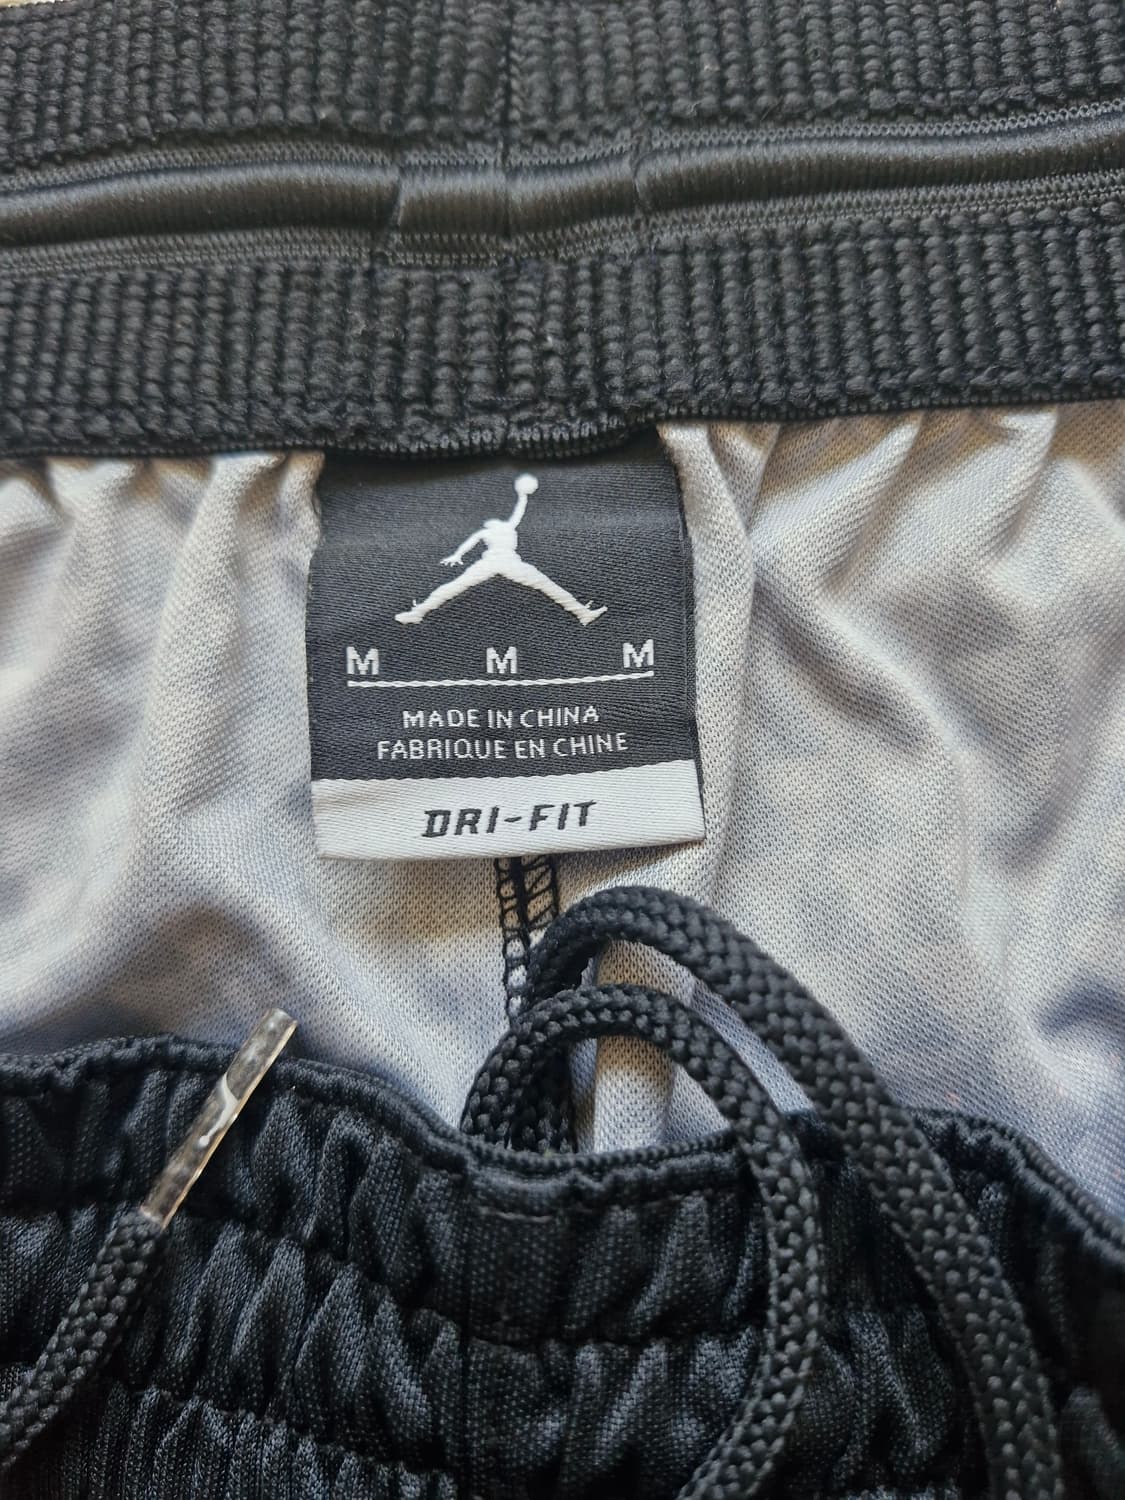 M M M
MADE IN CHINA
FABRIQUE EN CHINE
DRI-FIT